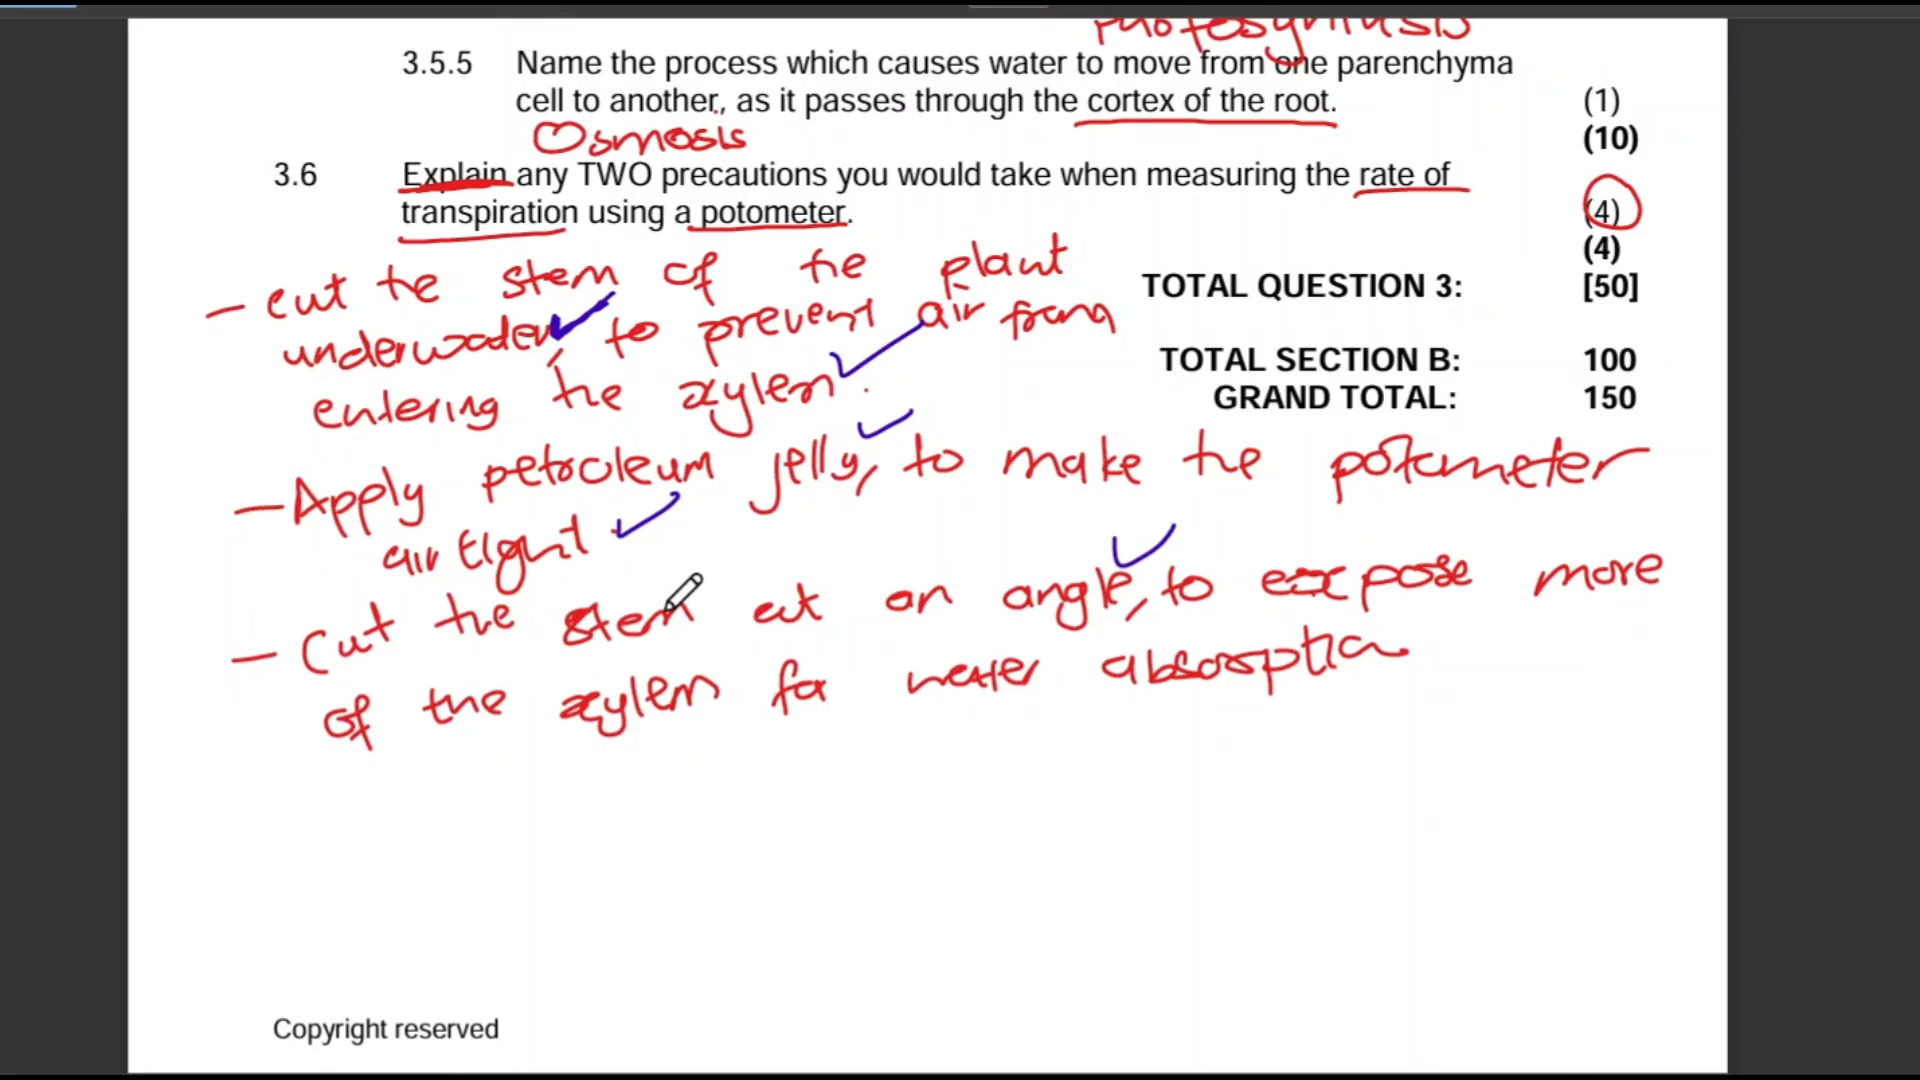 Photosynthesis
3.5.5 Name the process which causes water to move from one parenchyma
cell to another, as it passes through the cortex of the root. (1)
Osmosis (10)
3.6 Explain any TWO precautions you would take when measuring the rate of
transpiration using a potometer. (4)
(4)
TOTAL QUESTION 3: [50]
- cut the stem of the plant
underwater, to prevent air from
entering the xylem.
TOTAL SECTION B: 100
GRAND TOTAL: 150
- Apply petroleum jelly, to make the potometer
air tight
- Cut the stem at an angle, to expose more
of the xylem for water absorption
Copyright reserved